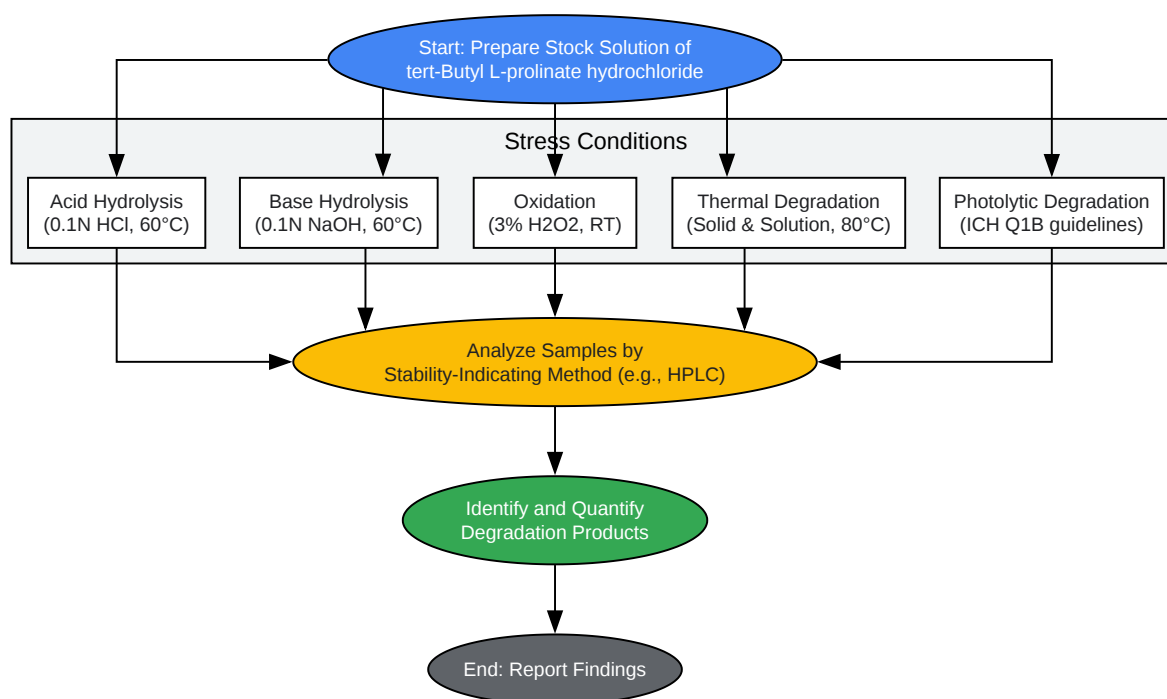 Start: Prepare Stock Solution of
tert-Butyl L-prolinate hydrochloride
Stress Conditions
Acid Hydrolysis
(0.1N HCl, 60°C)
Base Hydrolysis
(0.1N NaOH, 60°C)
Oxidation
(3% H2O2, RT)
Thermal Degradation
(Solid & Solution, 80°C)
Photolytic Degradation
(ICH Q1B guidelines)
Analyze Samples by
Stability-Indicating Method (e.g., HPLC)
Identify and Quantify
Degradation Products
End: Report Findings